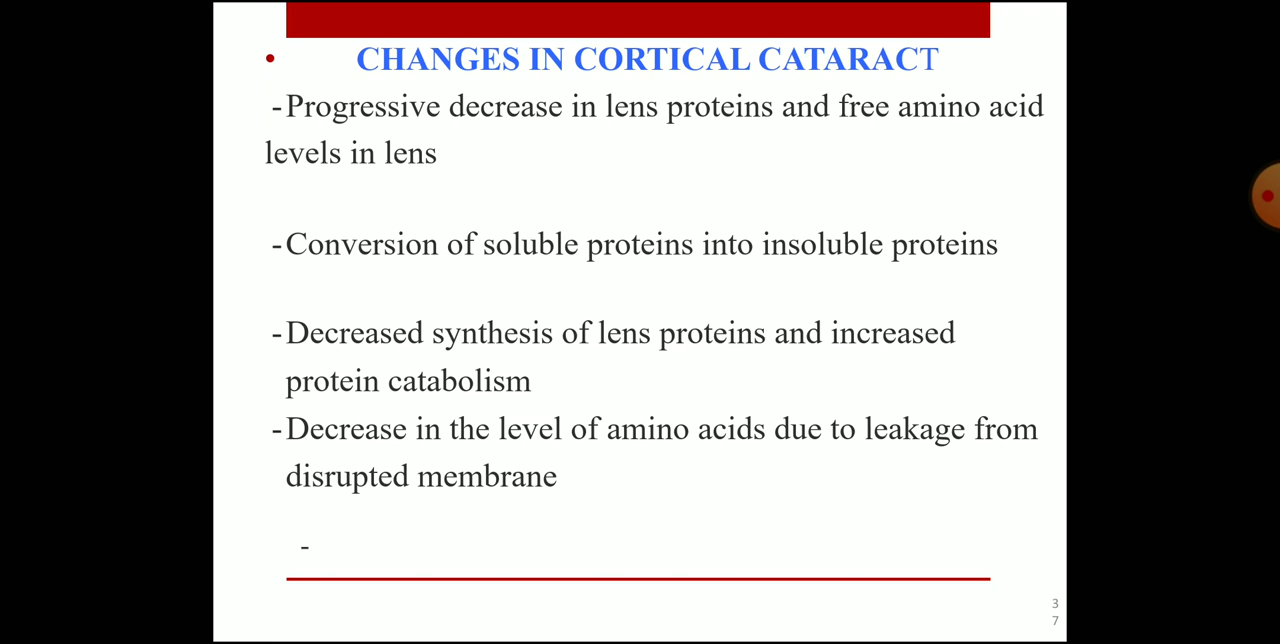 • CHANGES IN CORTICAL CATARACT
-Progressive decrease in lens proteins and free amino acid
levels in lens
-Conversion of soluble proteins into insoluble proteins
-Decreased synthesis of lens proteins and increased
protein catabolism
-Decrease in the level of amino acids due to leakage from
disrupted membrane
-
3
7